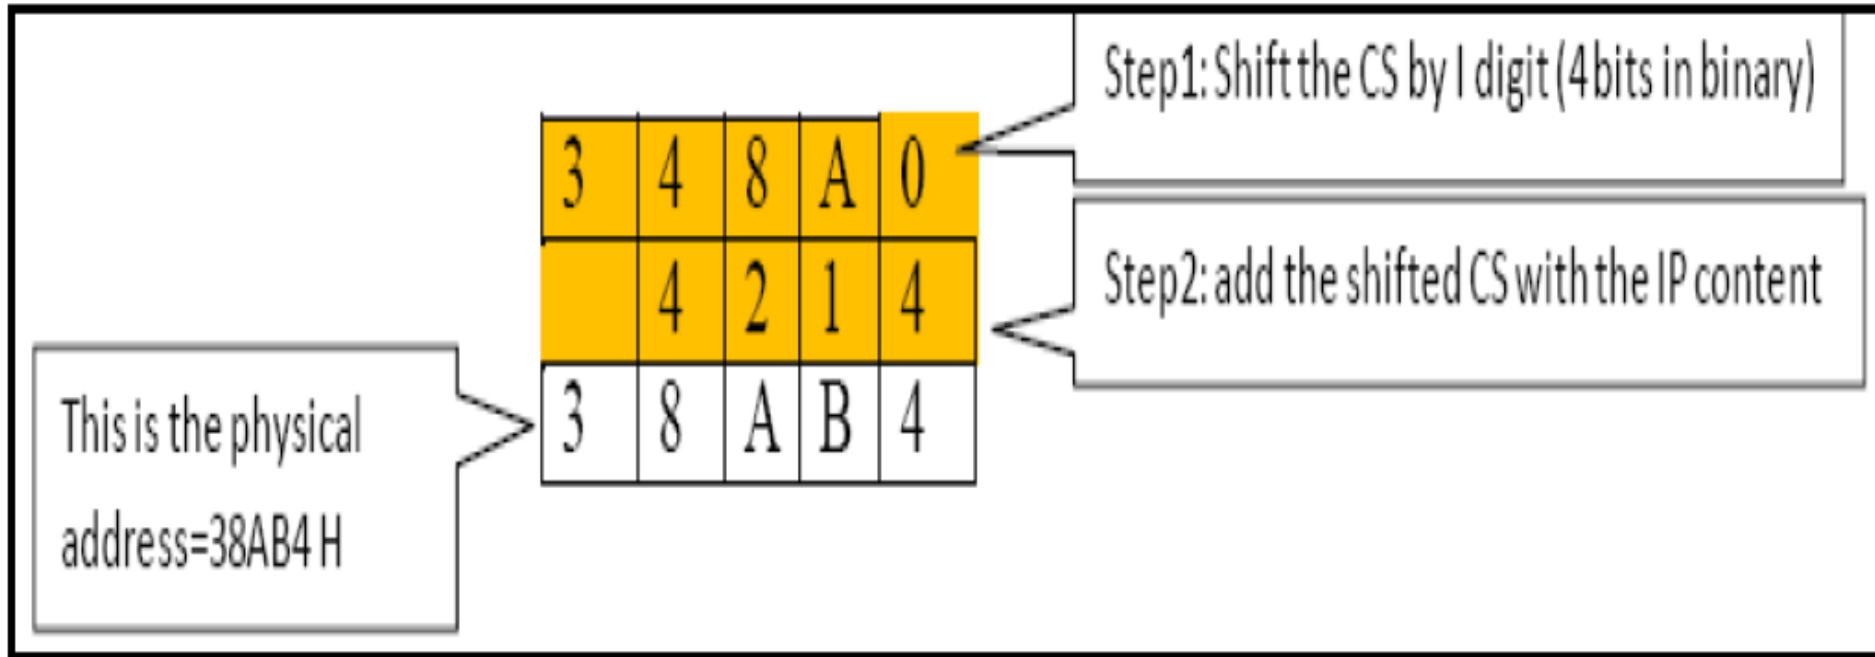 Step1: Shift the CS by I digit (4 bits in binary)
3 4 8 A 0
4 2 1 4
Step2: add the shifted CS with the IP content
3 8 A B 4
This is the physical
address=38AB4 H